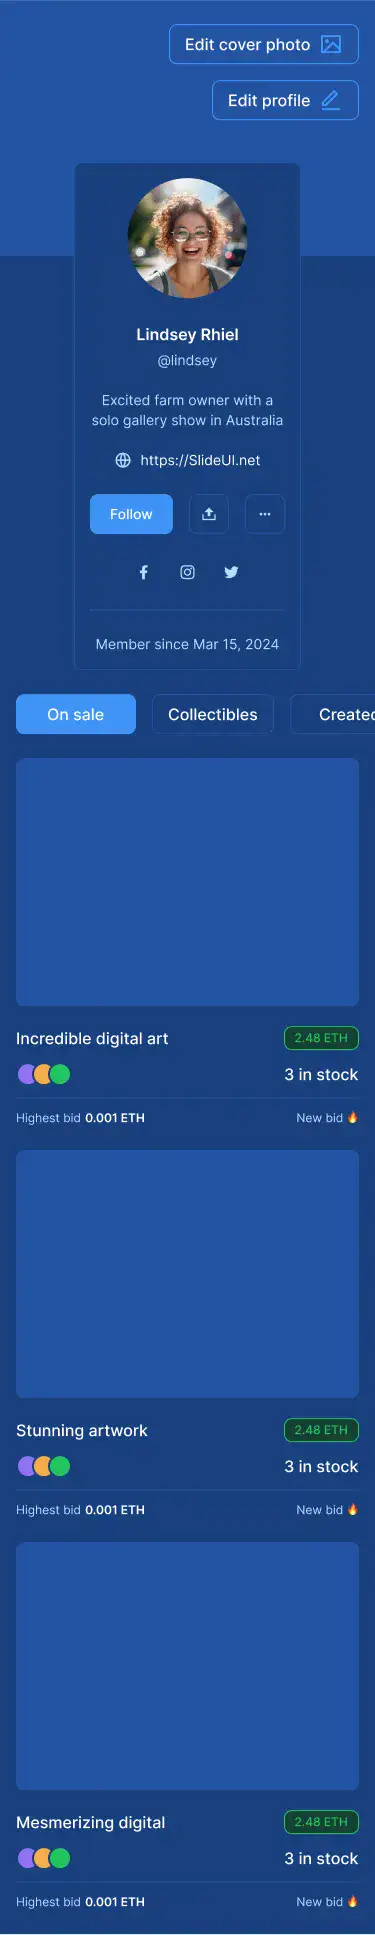 Edit cover photo
Edit profile
Lindsey Rhiel
@lindsey
Excited farm owner with a
solo gallery show in Australia
https://SlideUI.net
Follow
Member since Mar 15, 2024
On sale
Collectibles
Created
Incredible digital art
2.48 ETH
3 in stock
Highest bid 0.001 ETH
New bid 🔥
Stunning artwork
2.48 ETH
3 in stock
Highest bid 0.001 ETH
New bid 🔥
Mesmerizing digital
2.48 ETH
3 in stock
Highest bid 0.001 ETH
New bid 🔥